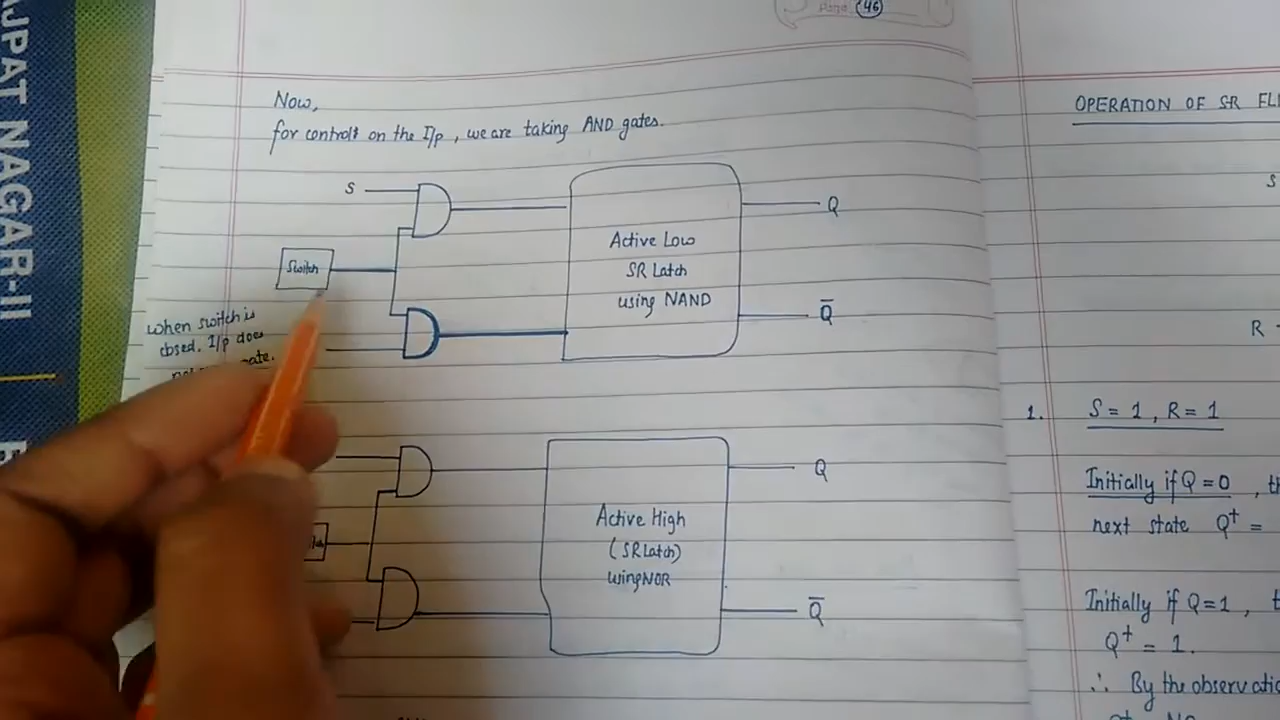 JPAT NAGAR-II
46
Now,
for controls on the I/p, we are taking AND gates.
S
Switch
when switch is
closed, I/p does
Active Low
SR Latch
using NAND
Q
Q̅
Active High
(SR Latch)
using NOR
Q
Q̅
OPERATION OF SR FL
S
R
1. S = 1, R = 1
Initially if Q = 0, th
next state Q⁺ =
Initially if Q = 1, t
Q⁺ = 1.
∴ By the observatio